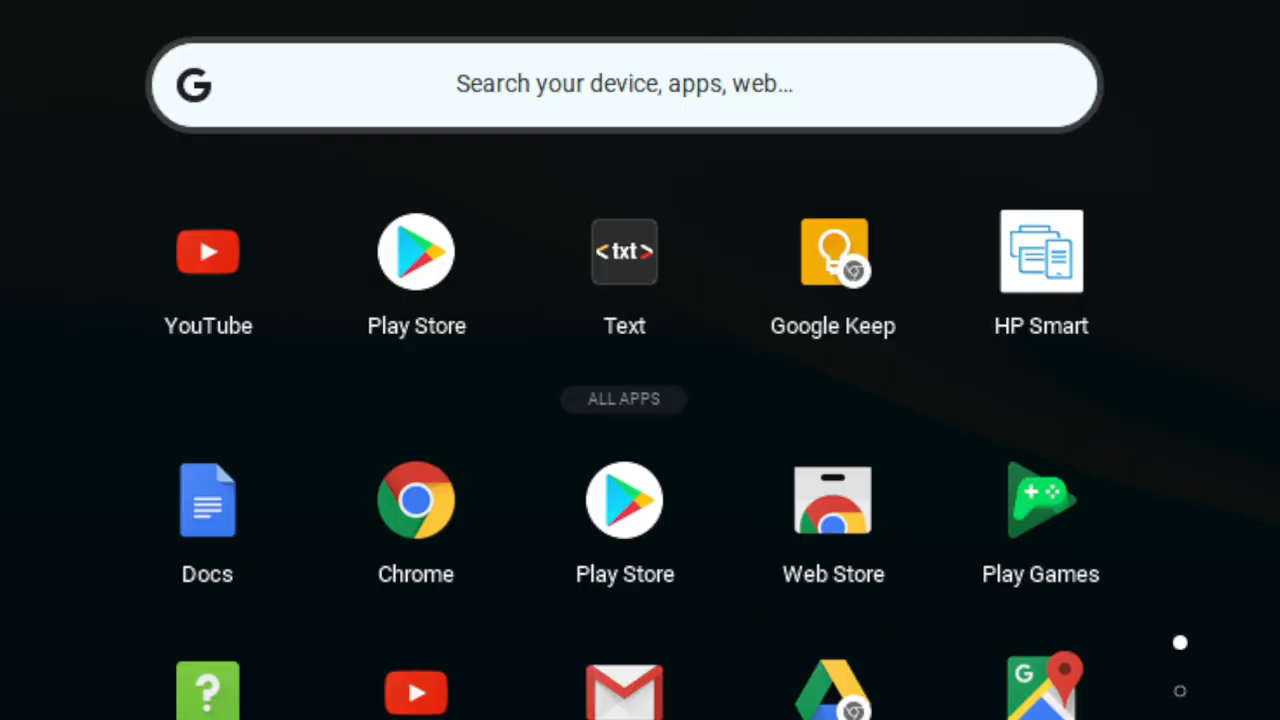 G
Search your device, apps, web...
<txt>
YouTube
Play Store
Text
Google Keep
HP Smart
ALL APPS
Docs
Chrome
Play Store
Web Store
Play Games
?
G